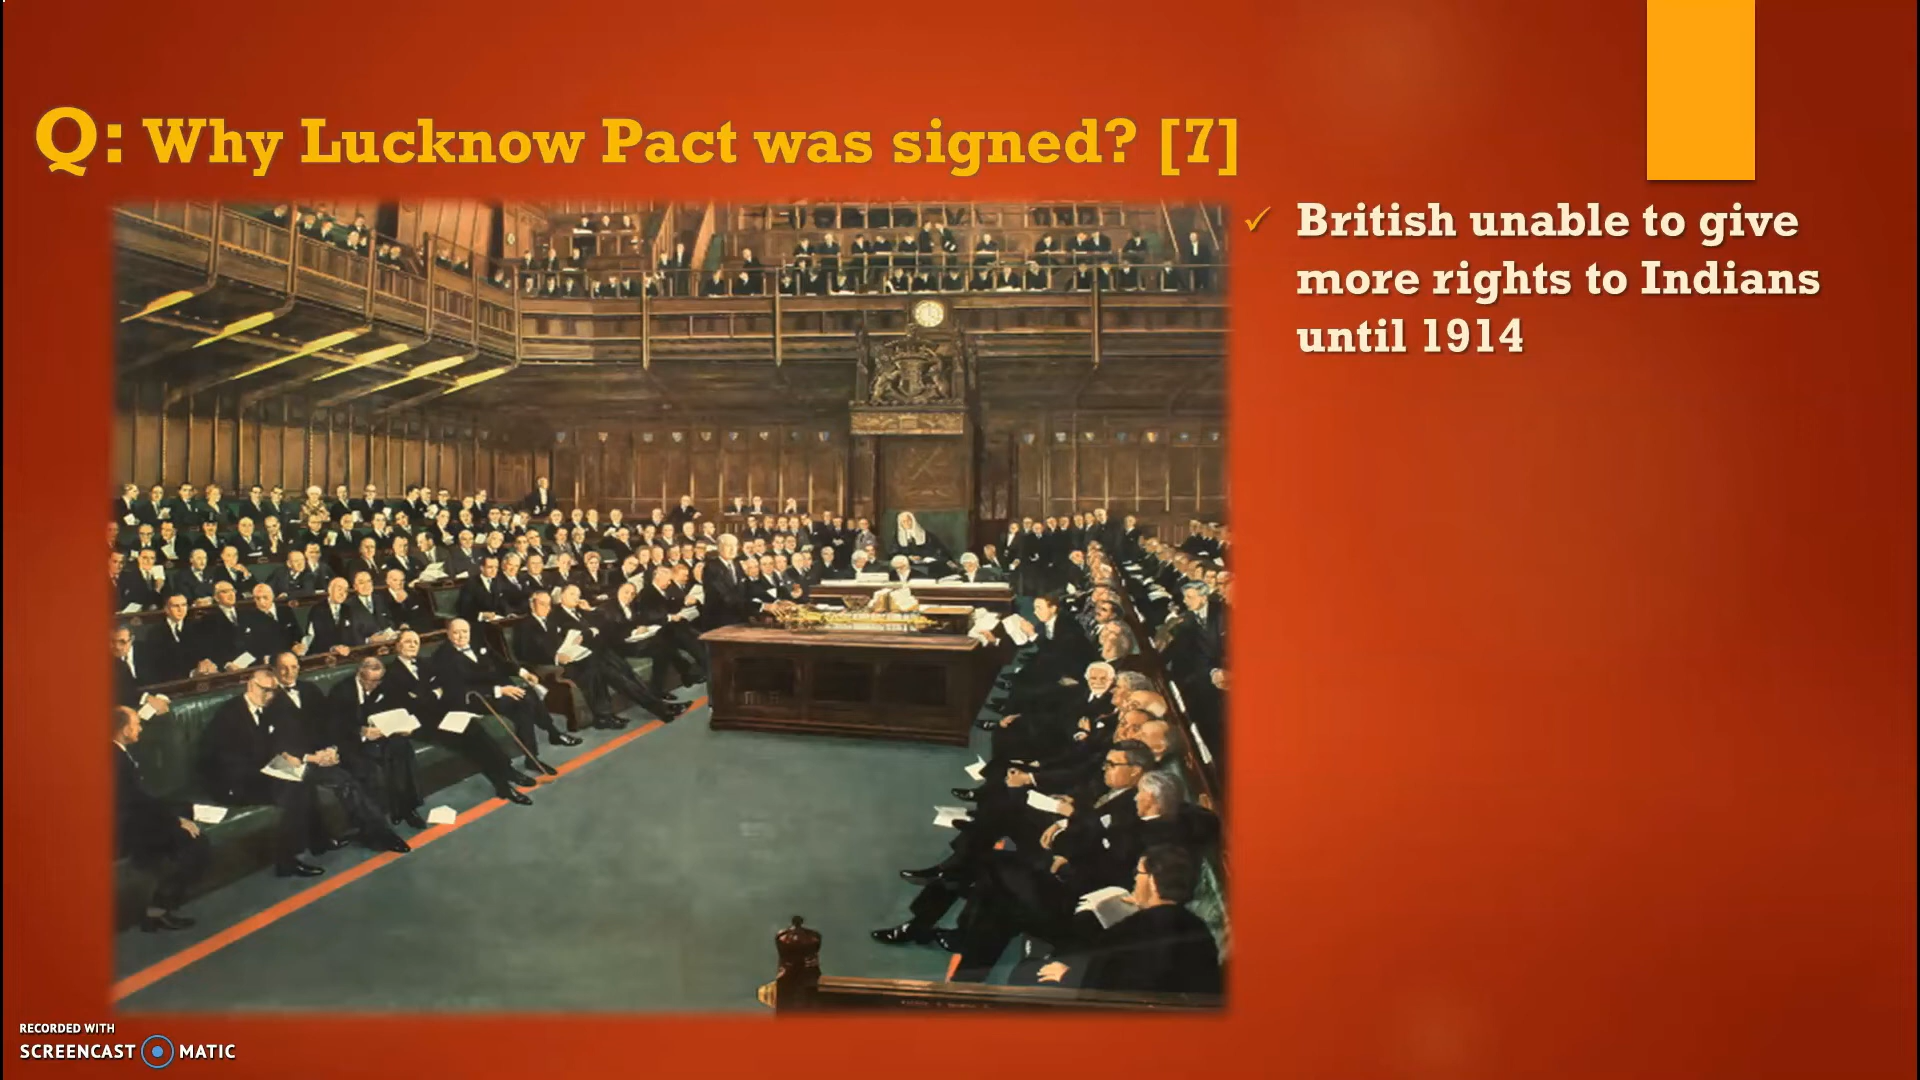 Q: Why Lucknow Pact was signed? [7]
✓ British unable to give
more rights to Indians
until 1914
RECORDED WITH
SCREENCAST MATIC